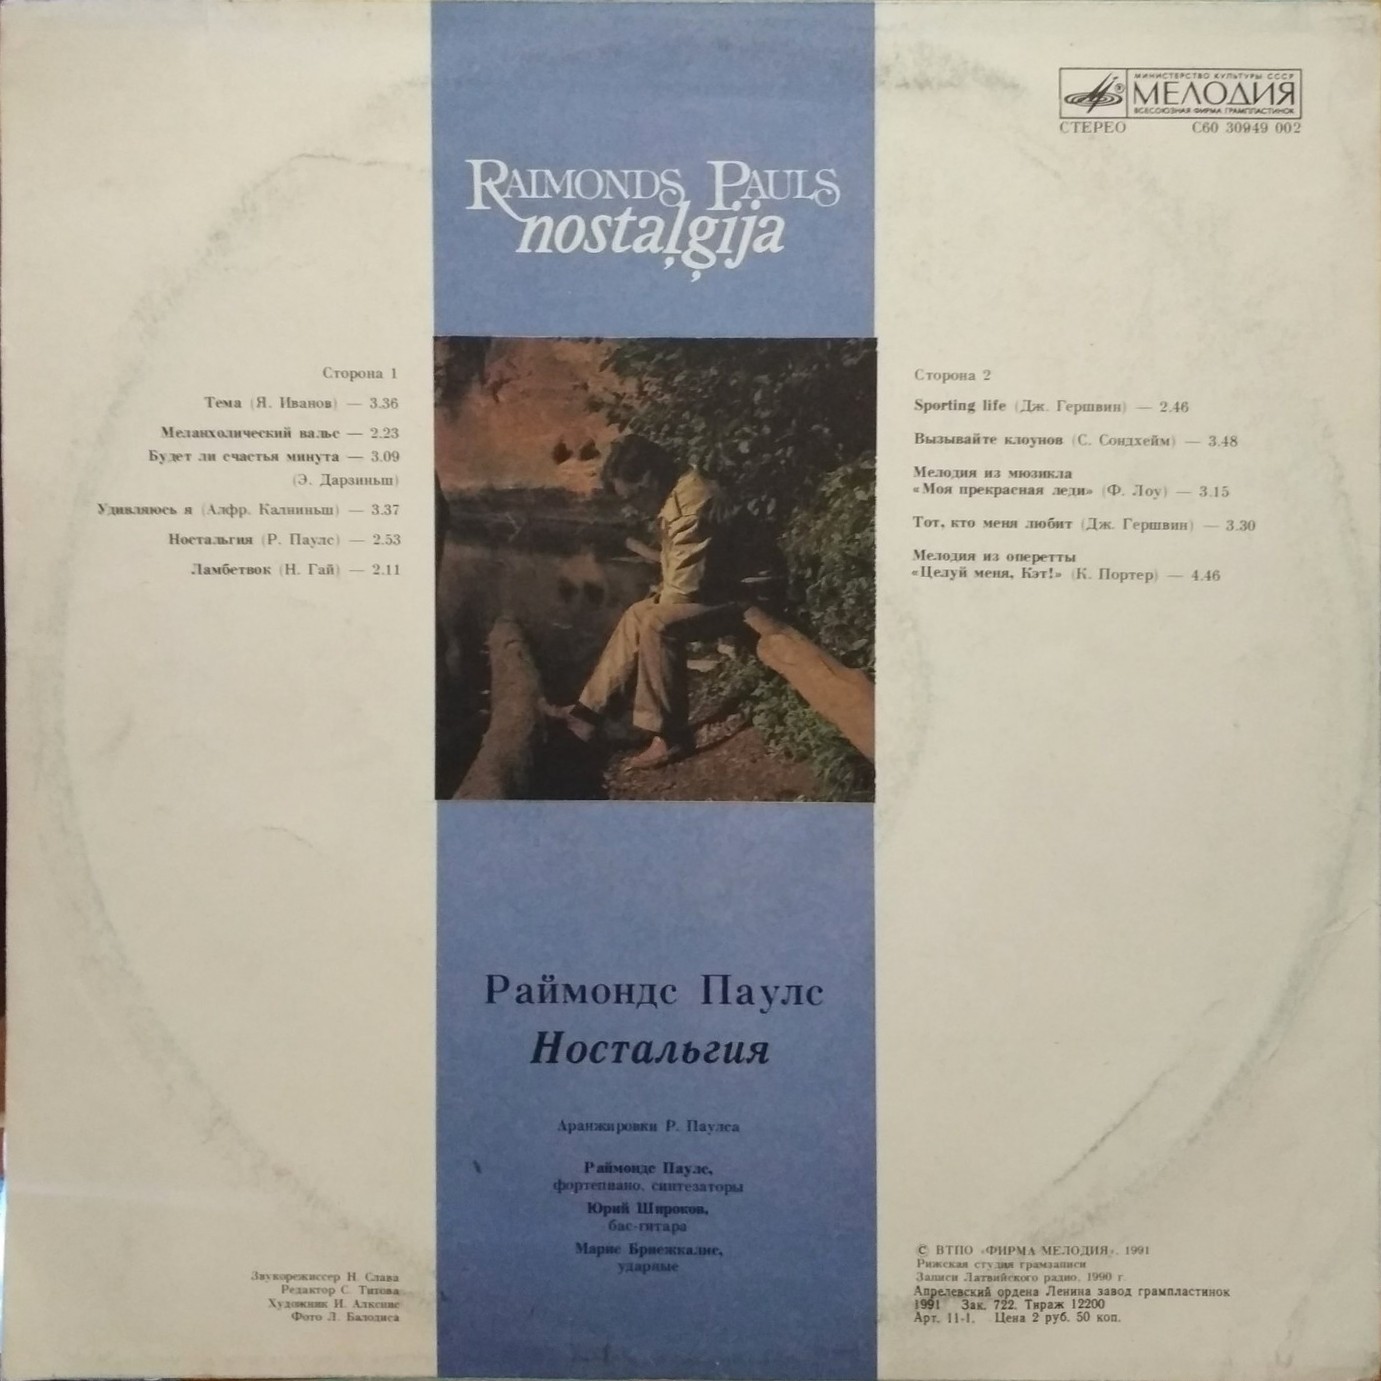 МИНИСТЕРСТВО КУЛЬТУРЫ СССР
МЕЛОДИЯ
ВСЕСОЮЗНАЯ ФИРМА ГРАМПЛАСТИНОК
СТЕРЕО С60 30949 002
RAIMONDS PAULS
nostaļģija
Сторона 1
Тема (Я. Иванов) — 3.36
Меланхолический вальс — 2.23
Будет ли счастья минута — 3.09
(Э. Дарзиньш)
Удивляюсь я (Алфр. Калниньш) — 3.37
Ностальгия (Р. Паулс) — 2.53
Ламбетвок (Н. Гай) — 2.11
Сторона 2
Sporting life (Дж. Гершвин) — 2.46
Вызывайте клоунов (С. Сондхейм) — 3.48
Мелодия из мюзикла
«Моя прекрасная леди» (Ф. Лоу) — 3.15
Тот, кто меня любит (Дж. Гершвин) — 3.30
Мелодия из оперетты
«Целуй меня, Кэт!» (К. Портер) — 4.46
Раймондс Паулс
Ностальгия
Аранжировки Р. Паулса
Раймондс Паулс,
фортепиано, синтезаторы
Юрий Широков,
бас-гитара
Марис Бриежкалнс,
ударные
Звукорежиссер Н. Слава
Редактор С. Титова
Художник И. Алкснис
Фото Л. Балодиса
© ВТПО «ФИРМА МЕЛОДИЯ», 1991
Рижская студия грамзаписи
Записи Латвийского радио, 1990 г.
Апрелевский ордена Ленина завод грампластинок
1991 Зак. 722. Тираж 12200
Арт. 11-1. Цена 2 руб. 50 коп.